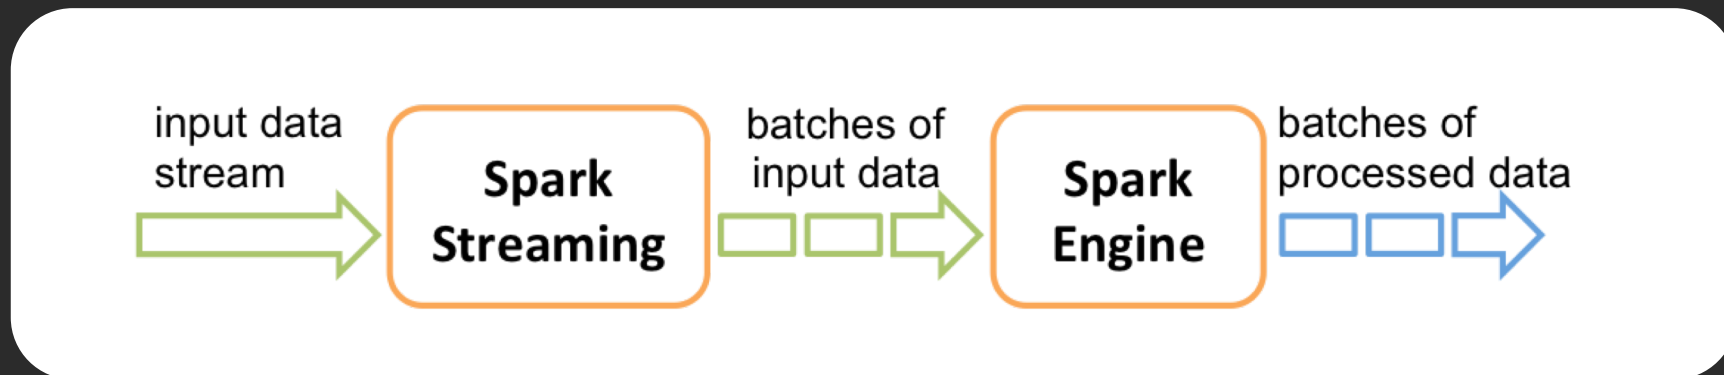 input data
stream
Spark
Streaming
batches of
input data
Spark
Engine
batches of
processed data